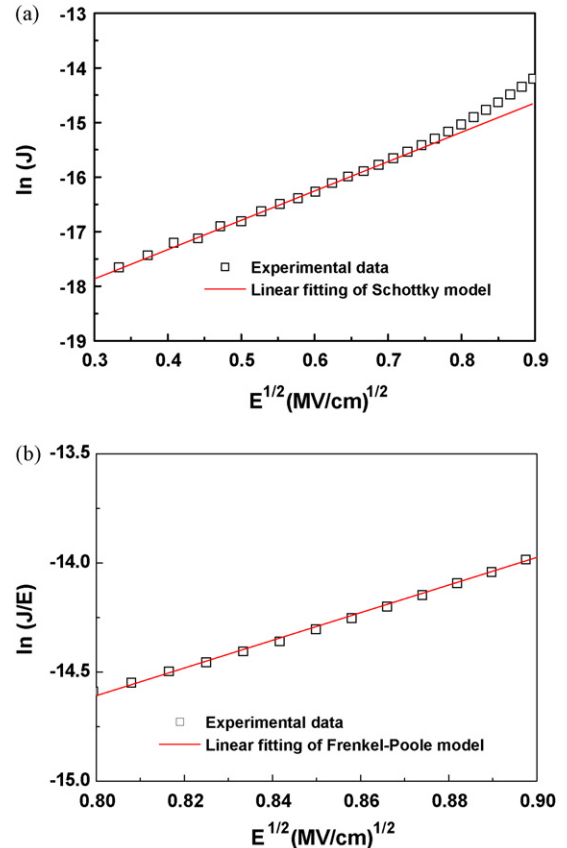 (a)
-13
-14
-15
-16
-17
-18
-19
ln (J)
Experimental data
Linear fitting of Schottky model
0.3 0.4 0.5 0.6 0.7 0.8 0.9
E^1/2(MV/cm)^1/2
(b)
-13.5
-14.0
-14.5
-15.0
ln (J/E)
Experimental data
Linear fitting of Frenkel-Poole model
0.80 0.82 0.84 0.86 0.88 0.90
E^1/2(MV/cm)^1/2